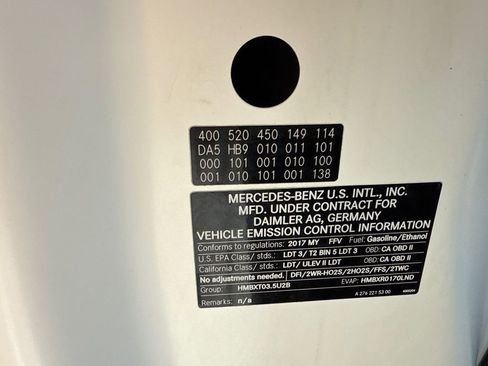 400 520 450 149 114
DA5 HB9 010 011 101
000 101 001 010 100
001 010 101 001 138
MERCEDES-BENZ U.S. INTL., INC.
MFD. UNDER CONTRACT FOR
DAIMLER AG, GERMANY
VEHICLE EMISSION CONTROL INFORMATION
Conforms to regulations: 2017 MY FFV Fuel: Gasoline/Ethanol
U.S. EPA Class/ stds.: LDT 3/ T2 BIN 5 LDT 3 OBD: CA OBD II
California Class/ stds.: LDT/ ULEV II LDT OBD: CA OBD II
No adjustments needed. DFI/2WR-HO2S/2HO2S/FFS/2TWC
Group: HMBXT03.5U2B EVAP: HMBXR0170LND
Remarks: n/a A 276 221 53 00